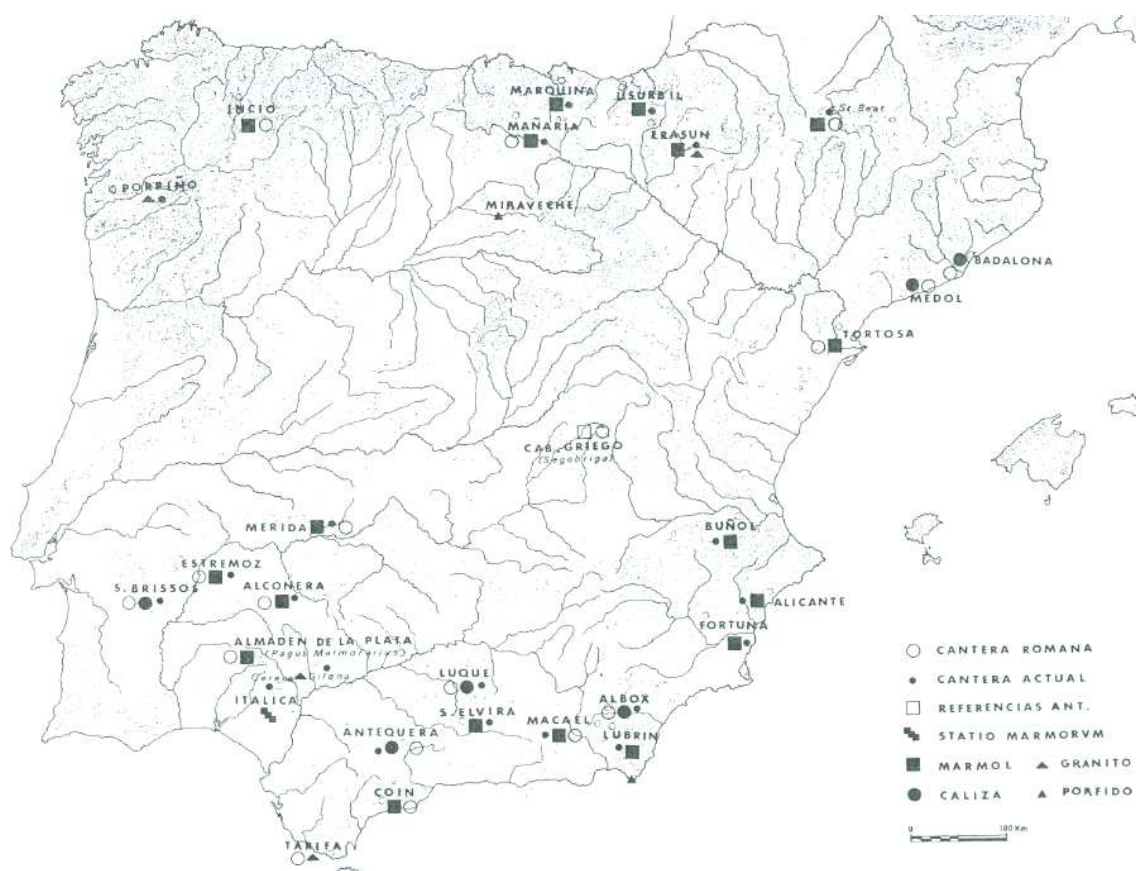 INCIO
MARQUINA
USURBIL
MAÑARIA
ERASUN
St. Beat
PORRIÑO
MIRAVECHE
BADALONA
MEDOL
TORTOSA
CAB. GRIEGO
(Segobriga)
MERIDA
BUÑOL
ESTREMOZ
S. BRISSOS
ALCONERA
ALICANTE
FORTUNA
ALMADEN DE LA PLATA
(Pagus Marmorarius)
Gitana
LUQUE
ITALICA
ALBOX
S. ELVIRA
MACAEL
ANTEQUERA
LUBRIN
COIN
TARIFA
CANTERA ROMANA
CANTERA ACTUAL
REFERENCIAS ANT.
STATIO MARMORVM
MARMOL
GRANITO
CALIZA
PORFIDO
0 100 Km